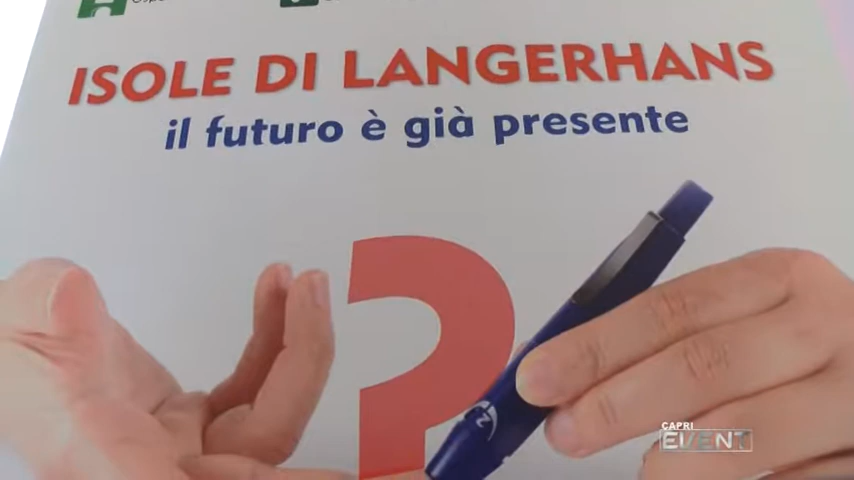 ISOLE DI LANGERHANS
il futuro è già presente
?
CAPRI
EVENT